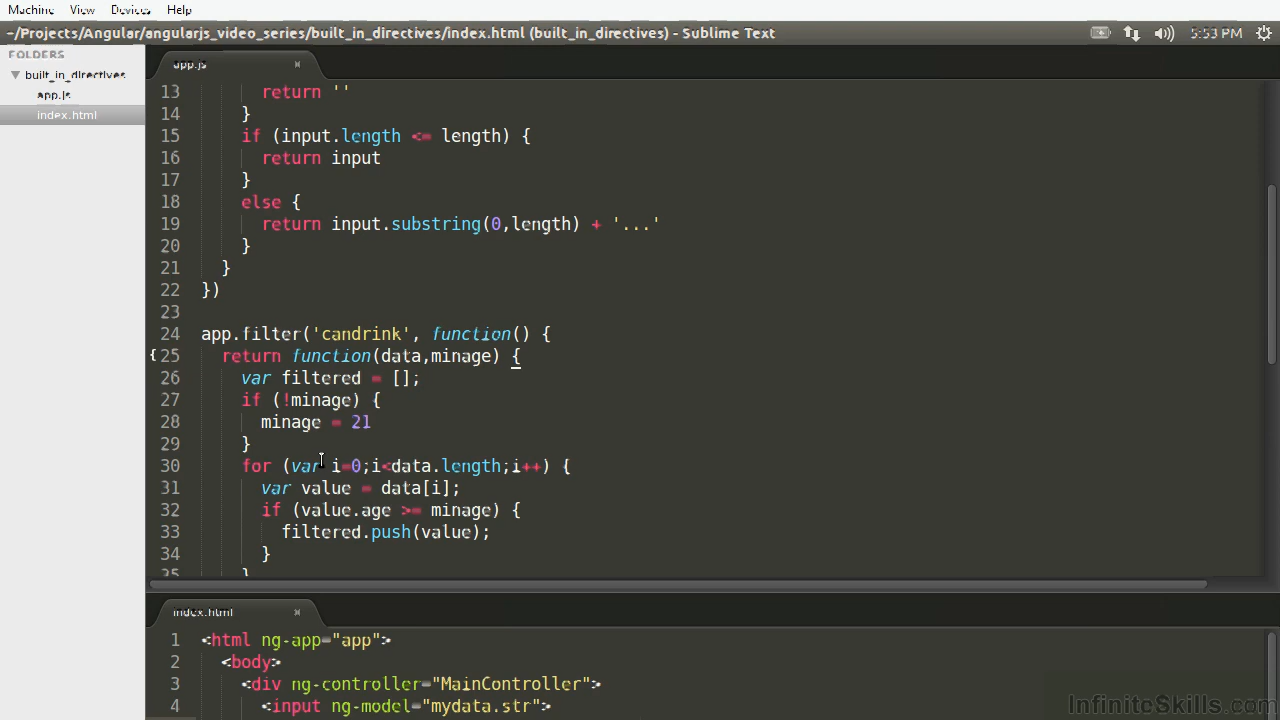 Machine View Devices Help
~/Projects/Angular/angularjs_video_series/built_in_directives/index.html (built_in_directives) - Sublime Text 5:53 PM
FOLDERS
built_in_directives
app.js
index.html
app.js ×
13 return ''
14 }
15 if (input.length <= length) {
16 return input
17 }
18 else {
19 return input.substring(0,length) + '...'
20 }
21 }
22 })
23
24 app.filter('candrink', function() {
{ 25 return function(data,minage) {
26 var filtered = [];
27 if (!minage) {
28 minage = 21
29 }
30 for (var i=0;i<data.length;i++) {
31 var value = data[i];
32 if (value.age >= minage) {
33 filtered.push(value);
34 }
35 }
index.html ×
1 <html ng-app="app">
2 <body>
3 <div ng-controller="MainController">
4 <input ng-model="mydata.str">
InfiniteSkills.com